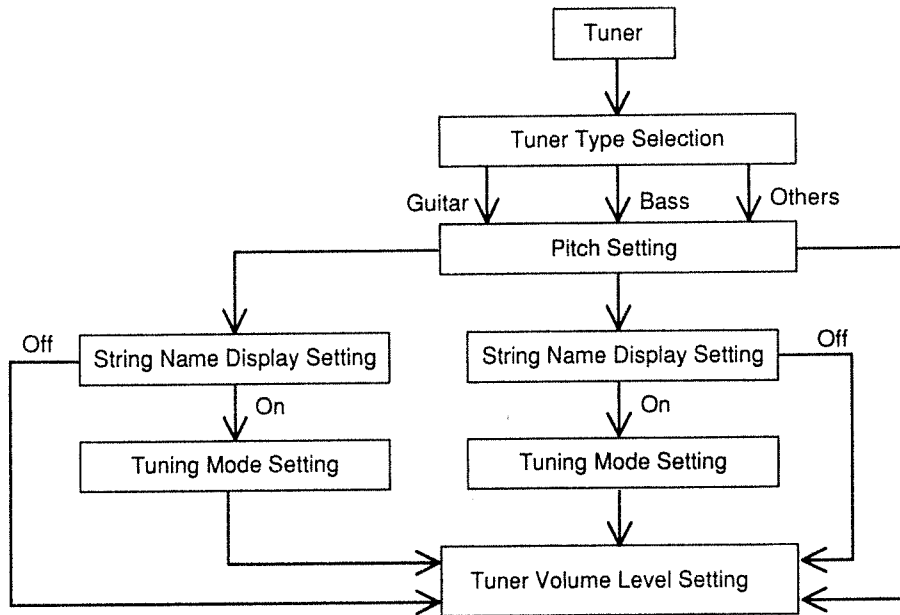 Tuner
Tuner Type Selection
Guitar
Bass
Others
Pitch Setting
Off
String Name Display Setting
String Name Display Setting
Off
On
On
Tuning Mode Setting
Tuning Mode Setting
Tuner Volume Level Setting